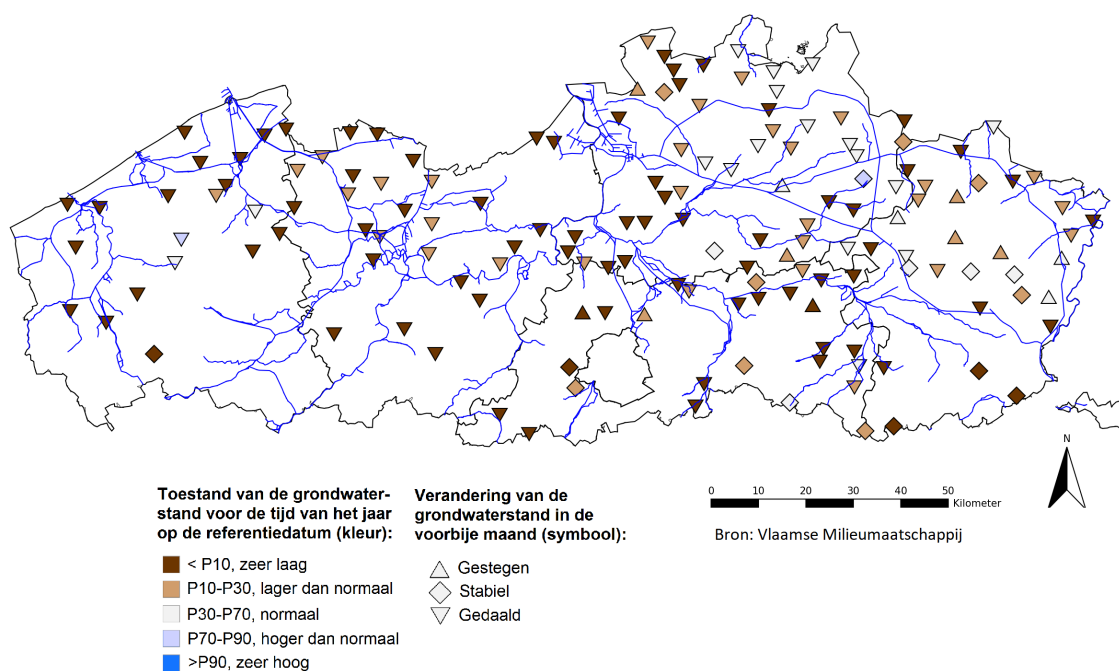 N
0 10 20 30 40 50
Kilometer
Bron: Vlaamse Milieumaatschappij
Toestand van de grondwater-
stand voor de tijd van het jaar
op de referentiedatum (kleur):
< P10, zeer laag
P10-P30, lager dan normaal
P30-P70, normaal
P70-P90, hoger dan normaal
>P90, zeer hoog
Verandering van de
grondwaterstand in de
voorbije maand (symbool):
Gestegen
Stabiel
Gedaald